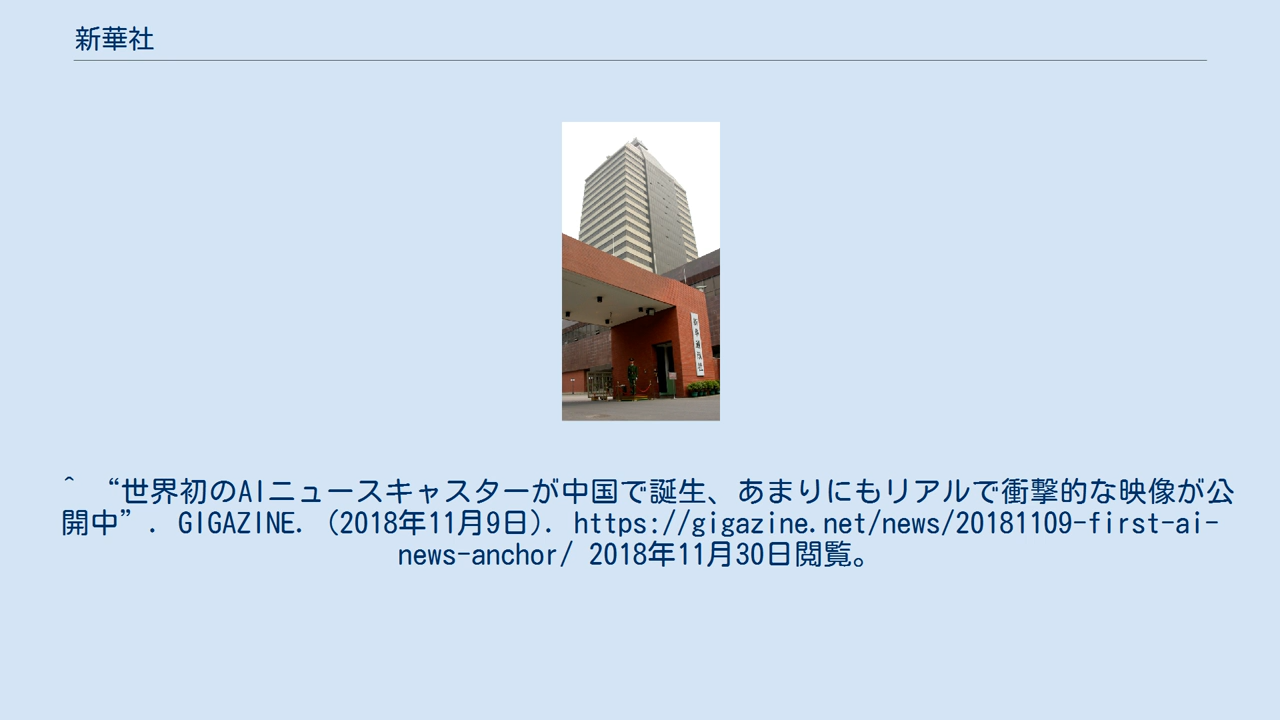 新華社
^ “世界初のAIニュースキャスターが中国で誕生、あまりにもリアルで衝撃的な映像が公
開中”. GIGAZINE. (2018年11月9日). https://gigazine.net/news/20181109-first-ai-
news-anchor/ 2018年11月30日閲覧。